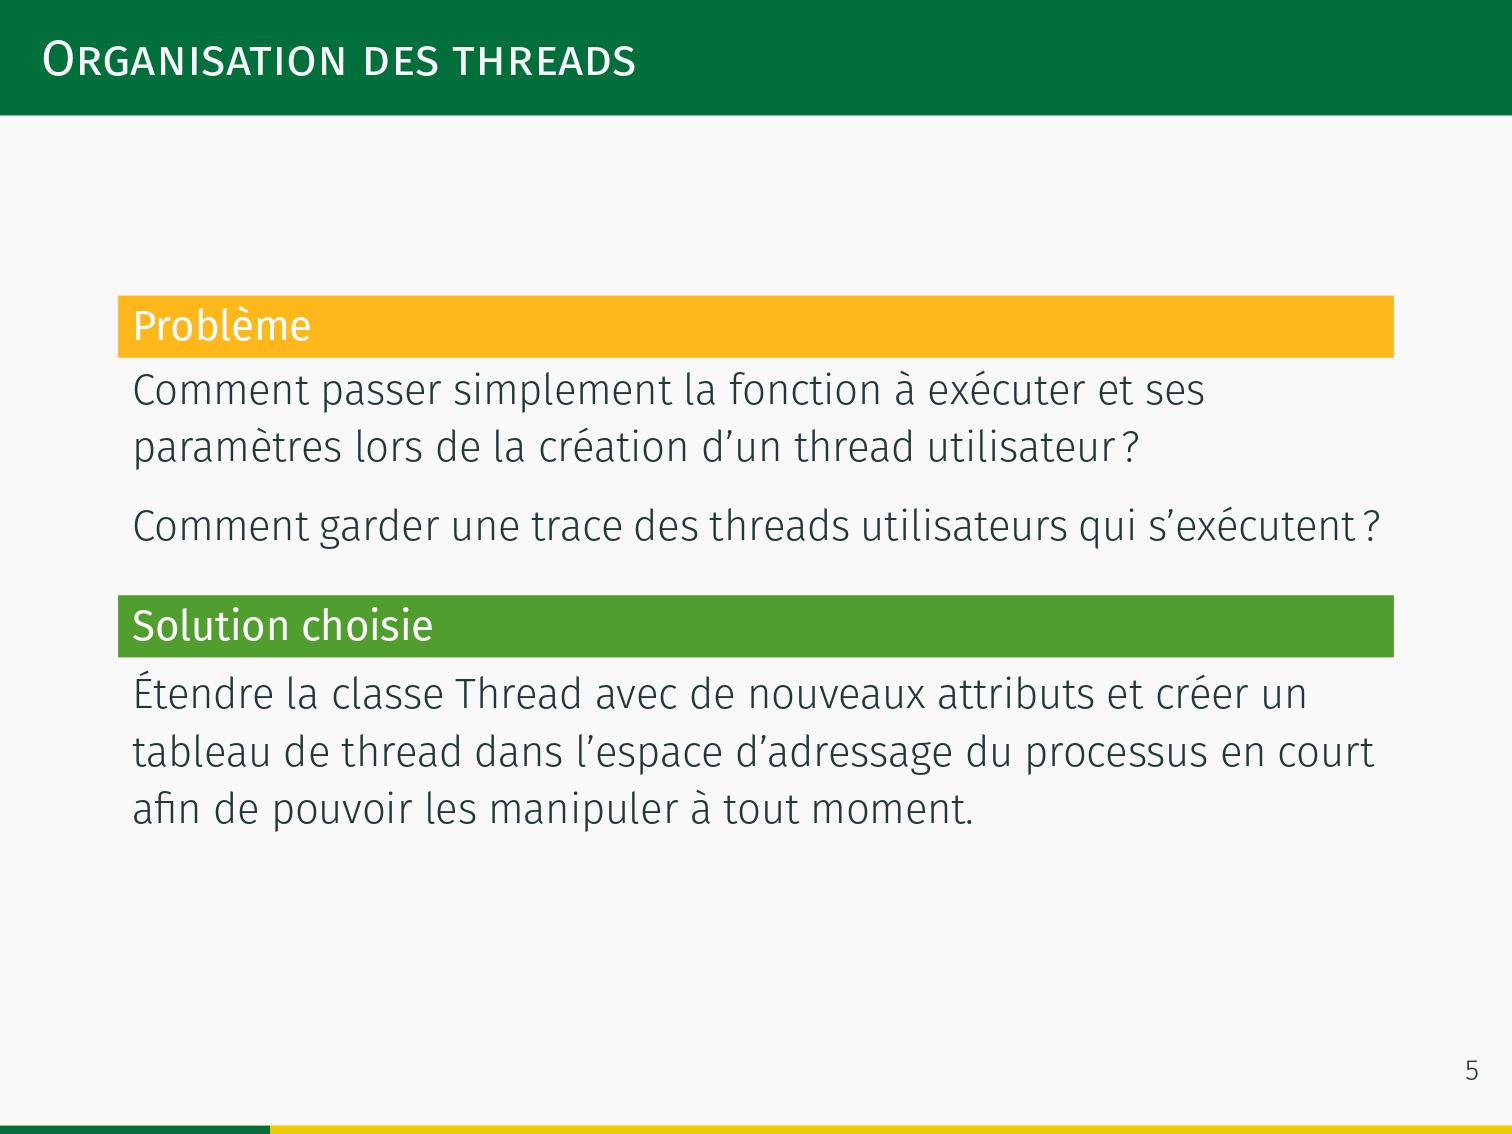 Organisation des threads
Problème
Comment passer simplement la fonction à exécuter et ses
paramètres lors de la création d’un thread utilisateur ?
Comment garder une trace des threads utilisateurs qui s’exécutent ?
Solution choisie
Étendre la classe Thread avec de nouveaux attributs et créer un
tableau de thread dans l’espace d’adressage du processus en court
afin de pouvoir les manipuler à tout moment.
5